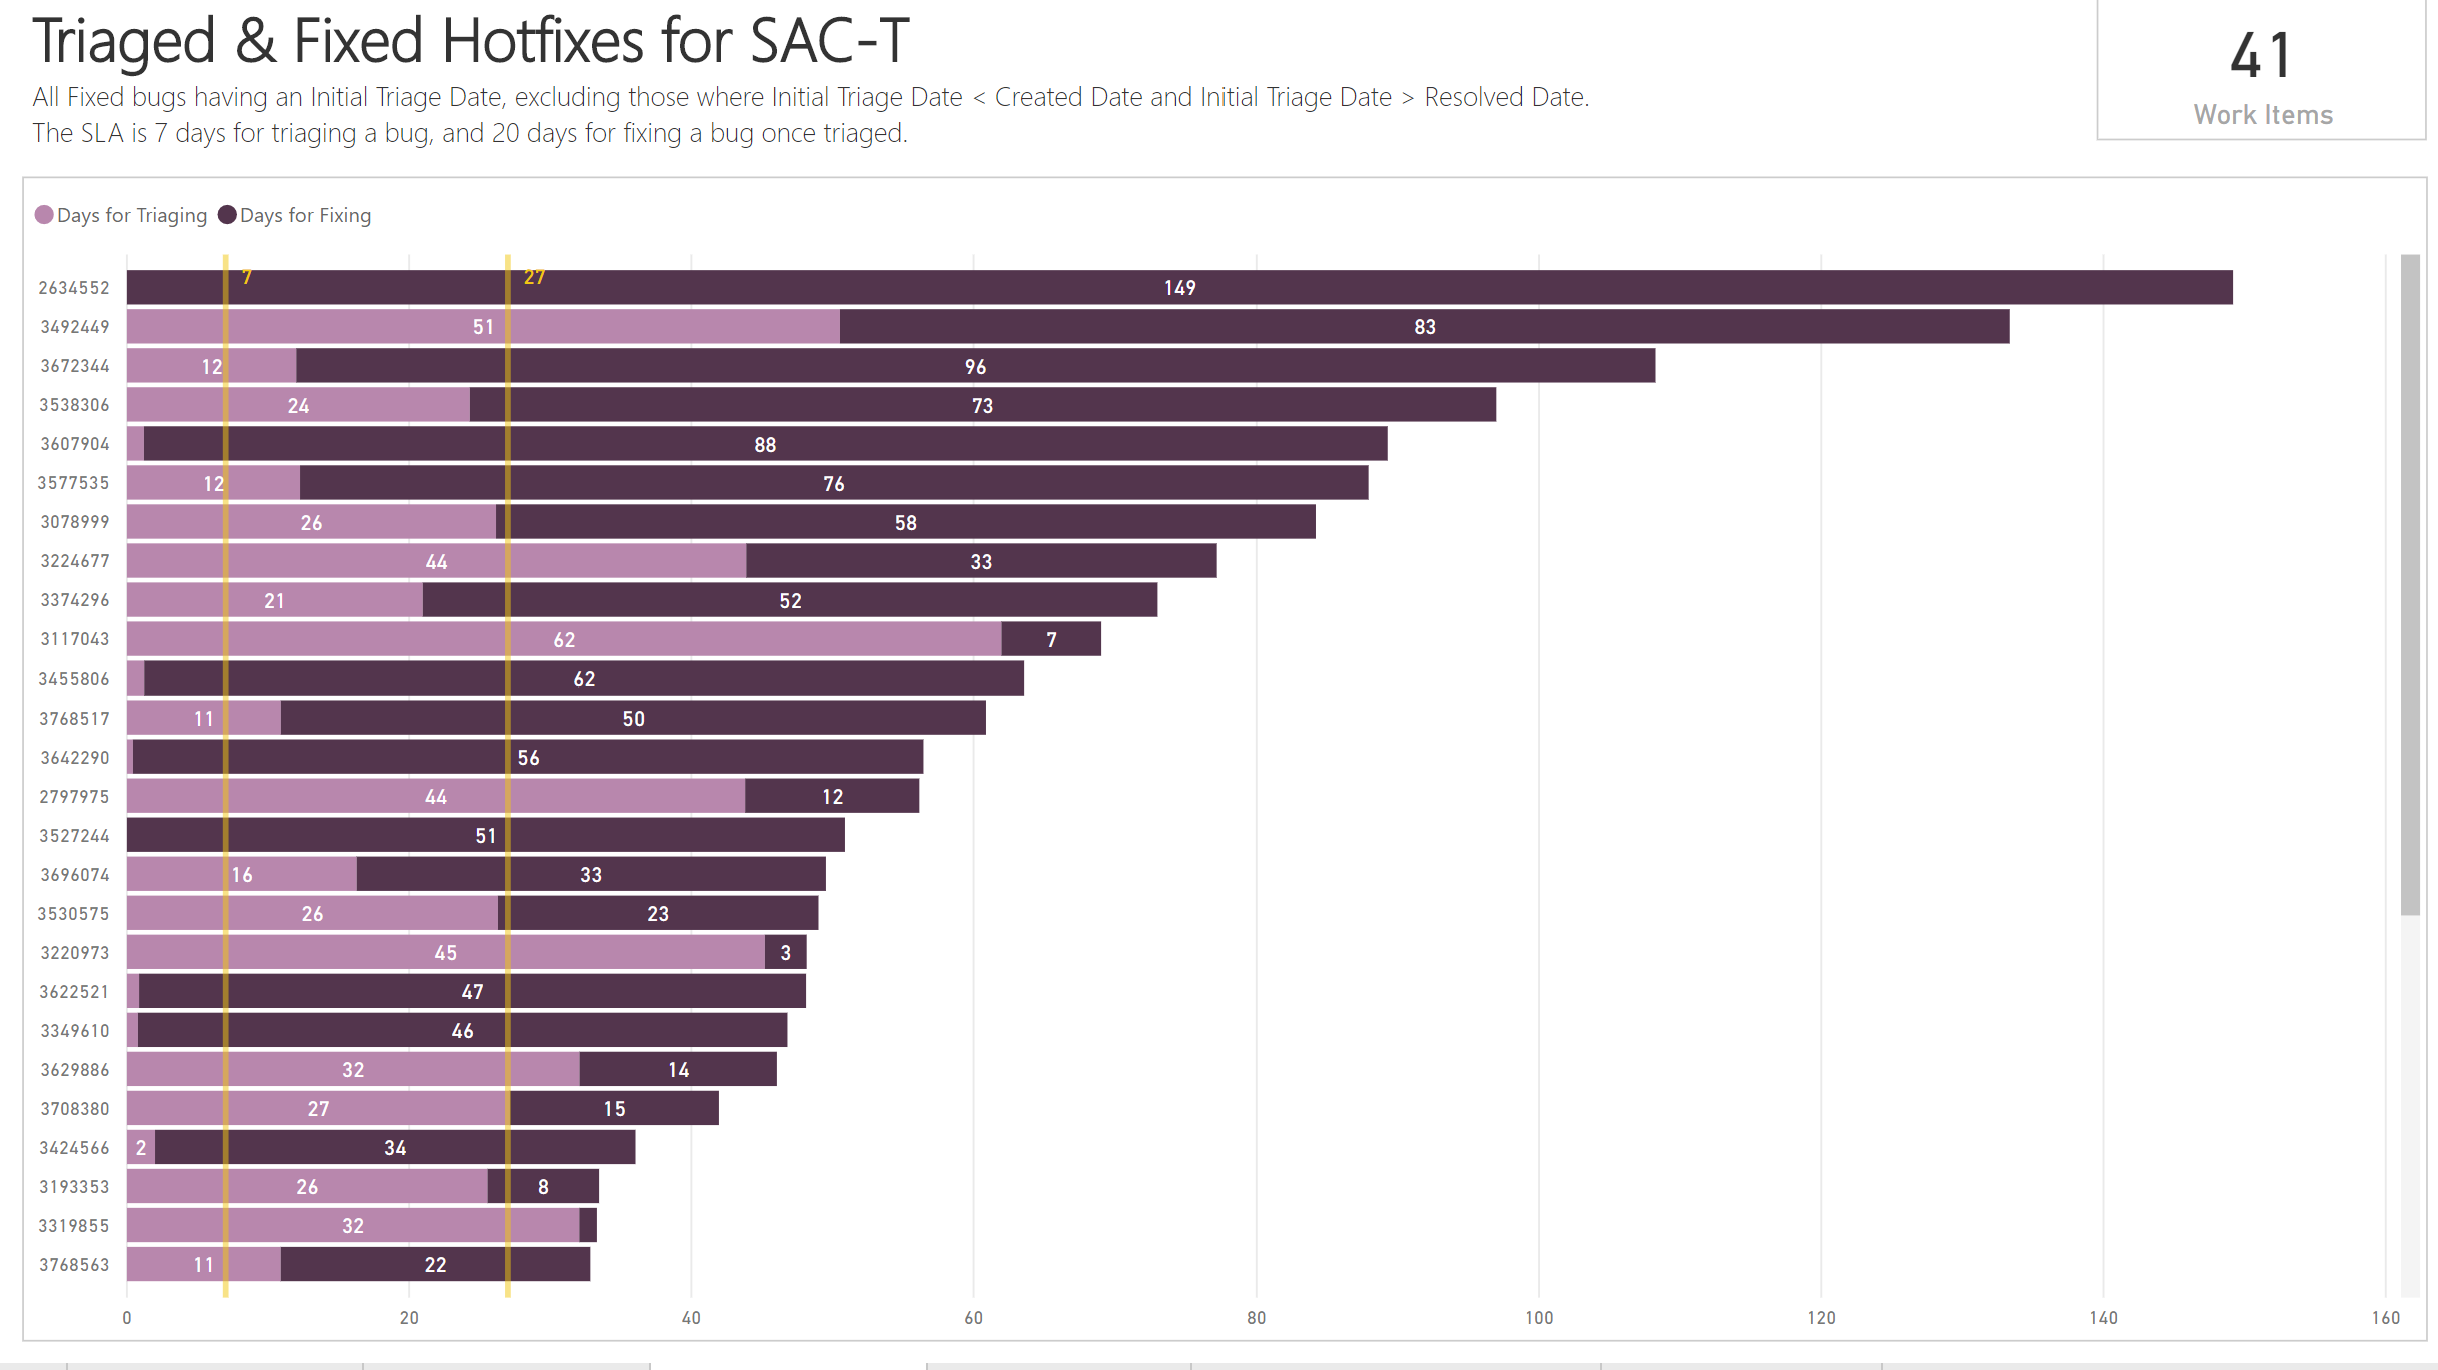 Triaged & Fixed Hotfixes for SAC-T
All Fixed bugs having an Initial Triage Date, excluding those where Initial Triage Date < Created Date and Initial Triage Date > Resolved Date.
The SLA is 7 days for triaging a bug, and 20 days for fixing a bug once triaged.
41
Work Items
Days for Triaging Days for Fixing
7 27
2634552 149
3492449 51 83
3672344 12 96
3538306 24 73
3607904 88
3577535 12 76
3078999 26 58
3224677 44 33
3374296 21 52
3117043 62 7
3455806 62
3768517 11 50
3642290 56
2797975 44 12
3527244 51
3696074 16 33
3530575 26 23
3220973 45 3
3622521 47
3349610 46
3629886 32 14
3708380 27 15
3424566 2 34
3193353 26 8
3319855 32
3768563 11 22
0 20 40 60 80 100 120 140 160